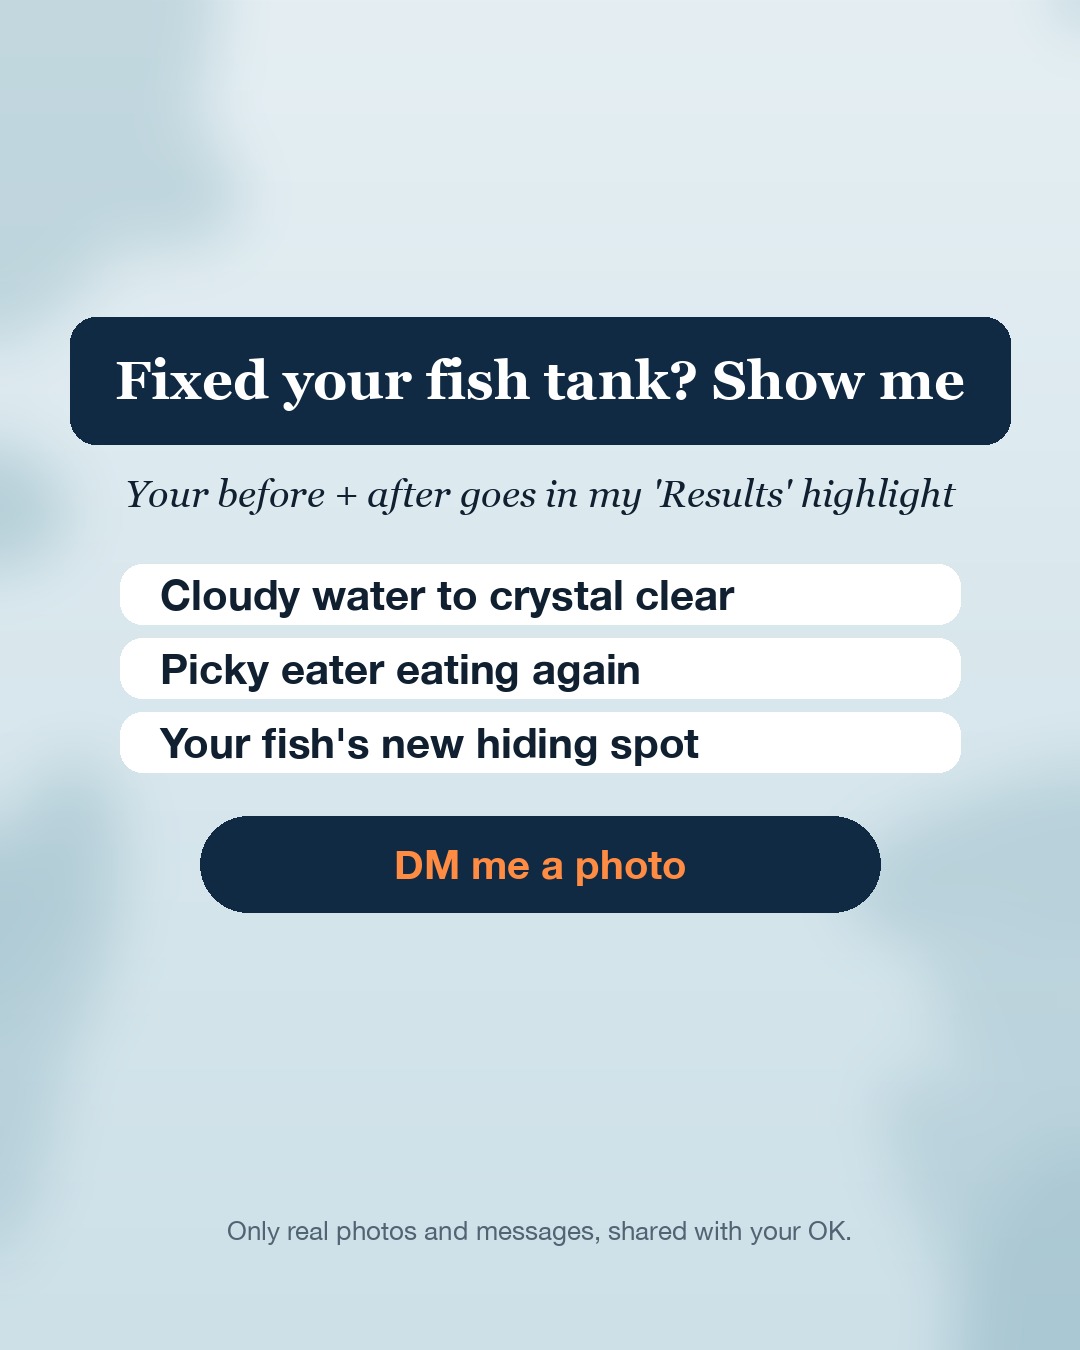 Fixed your fish tank? Show me
Your before + after goes in my 'Results' highlight
Cloudy water to crystal clear
Picky eater eating again
Your fish's new hiding spot
DM me a photo
Only real photos and messages, shared with your OK.